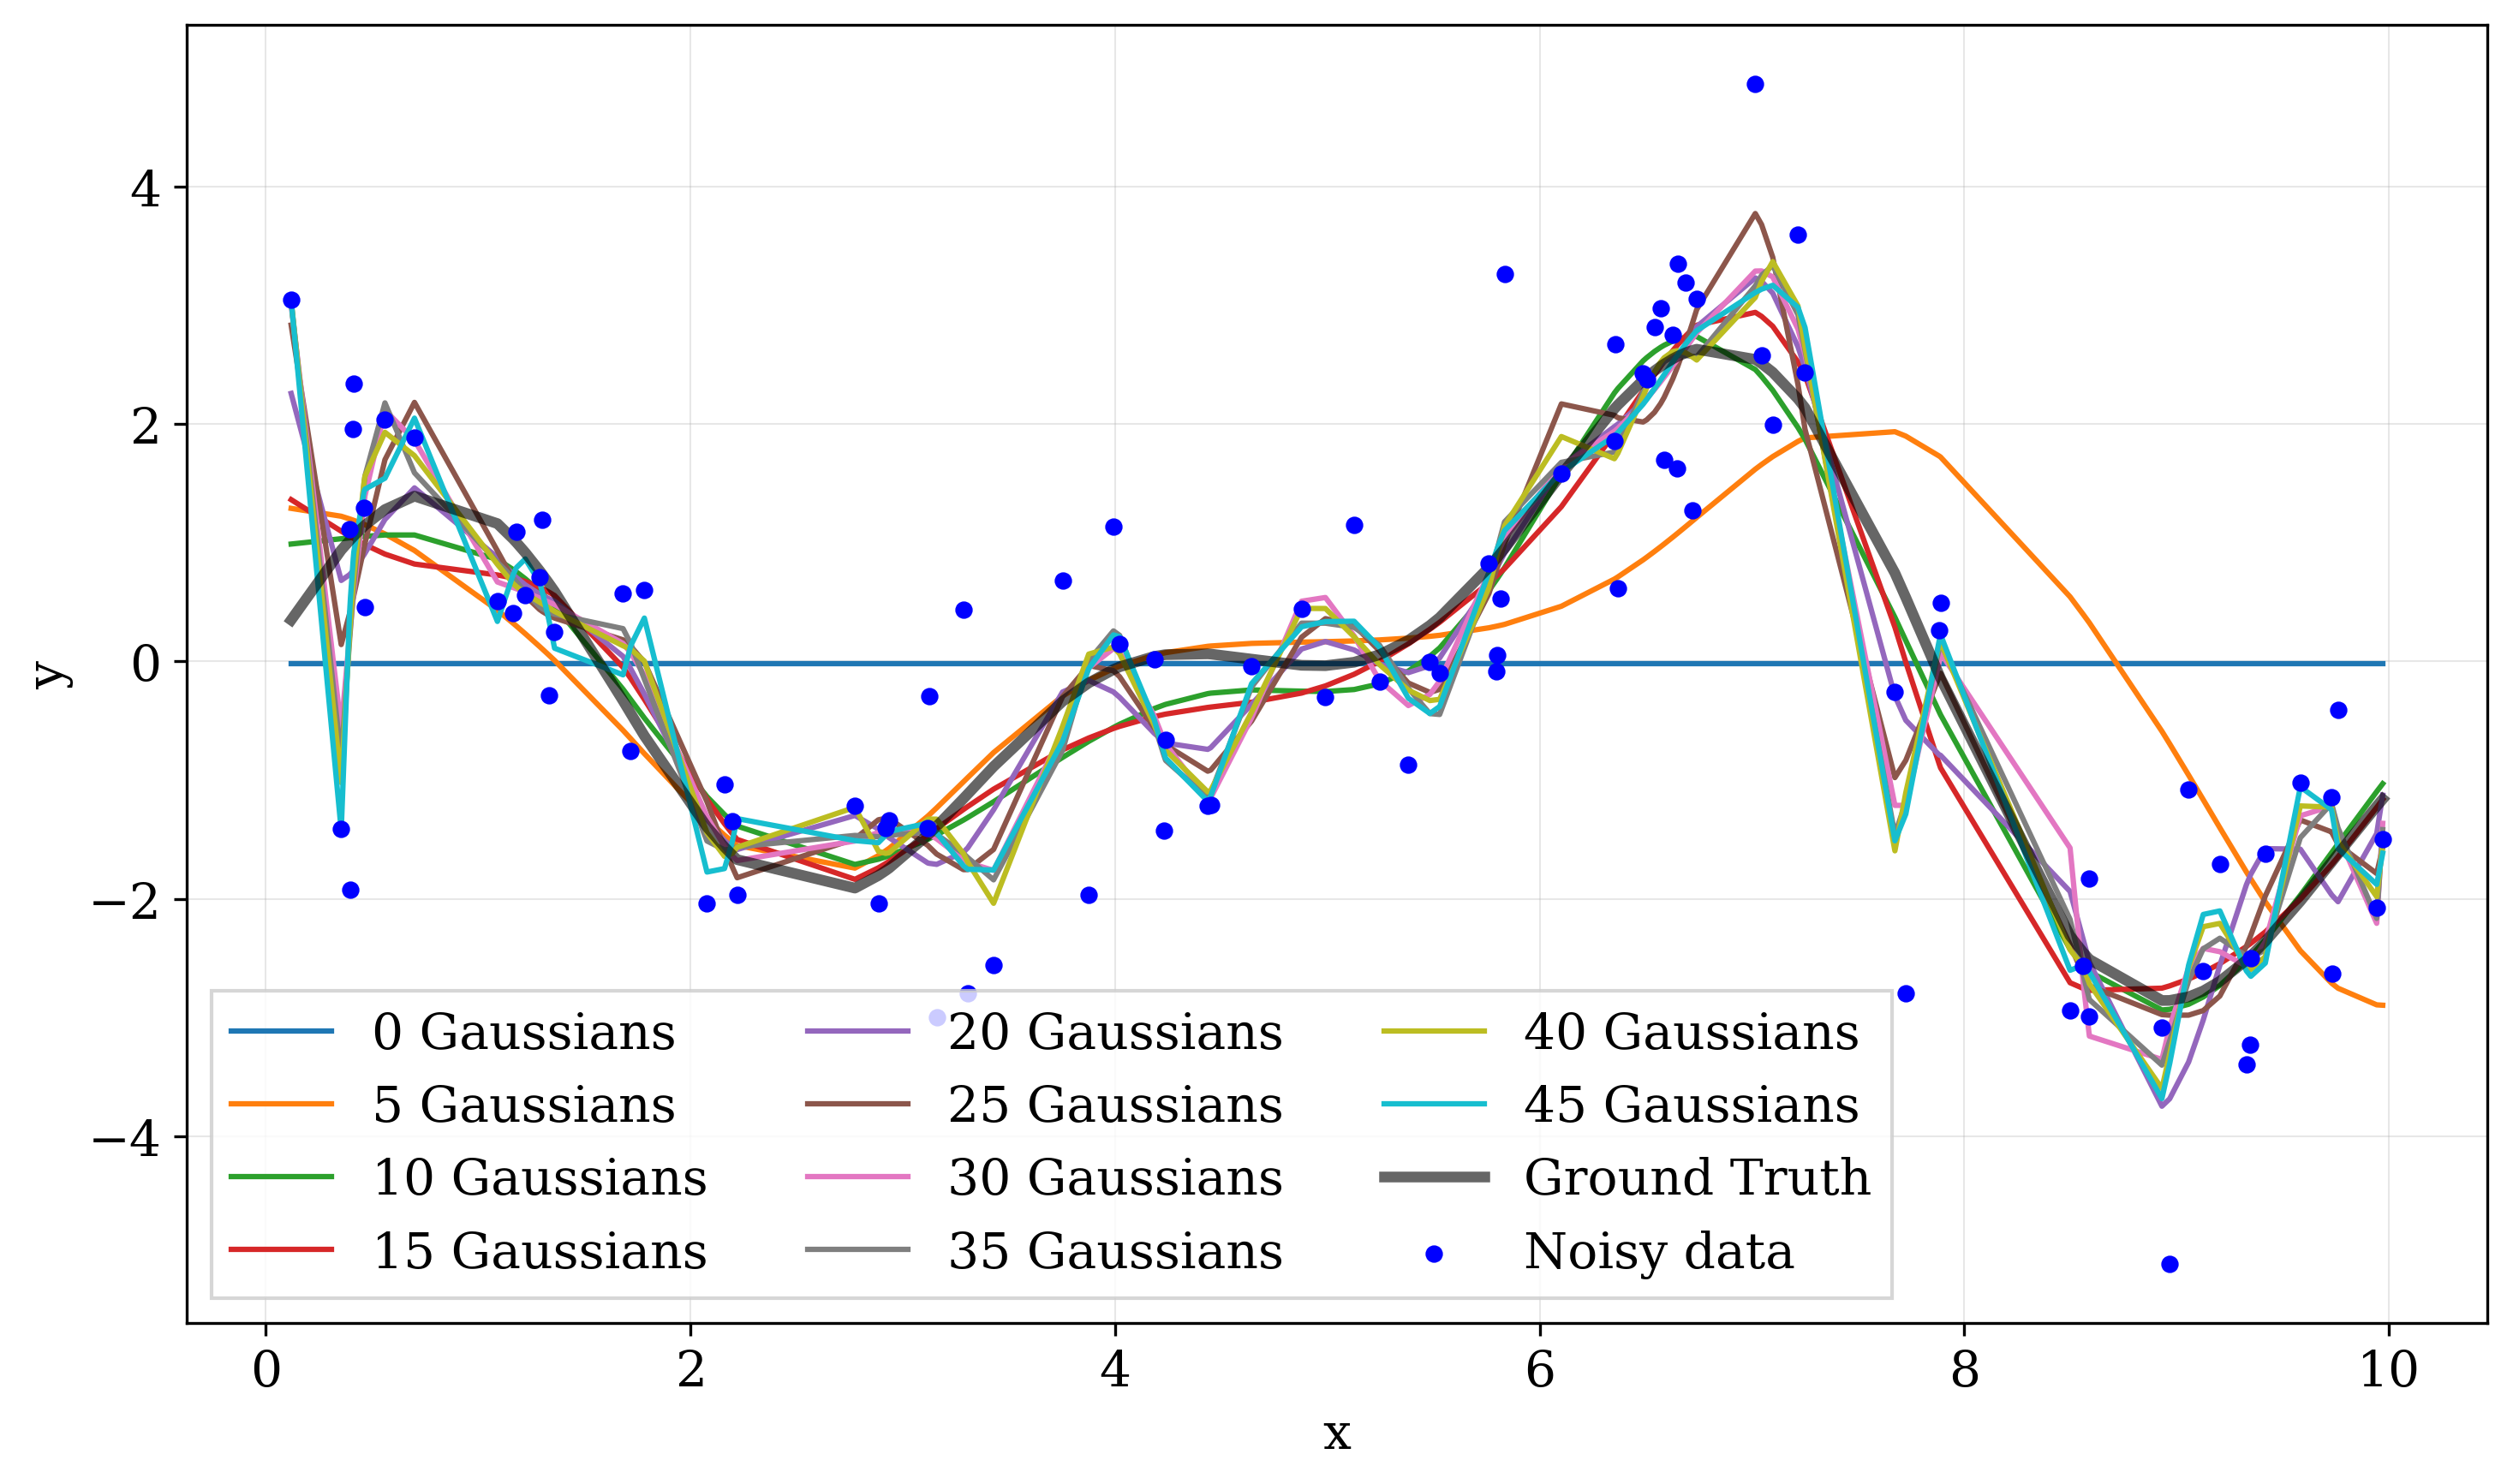 4
2
0
−2
−4
y
0 Gaussians
5 Gaussians
10 Gaussians
15 Gaussians
20 Gaussians
25 Gaussians
30 Gaussians
35 Gaussians
40 Gaussians
45 Gaussians
Ground Truth
Noisy data
0 2 4 6 8 10
x